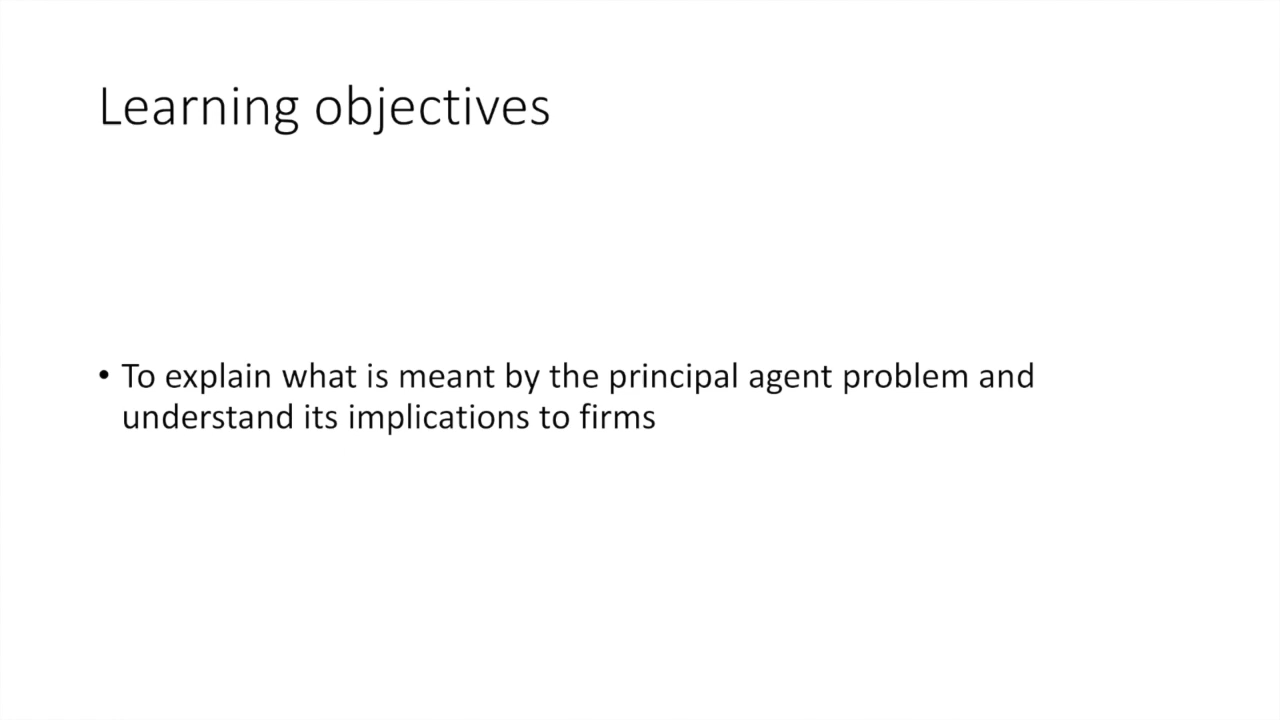 Learning objectives
• To explain what is meant by the principal agent problem and
understand its implications to firms